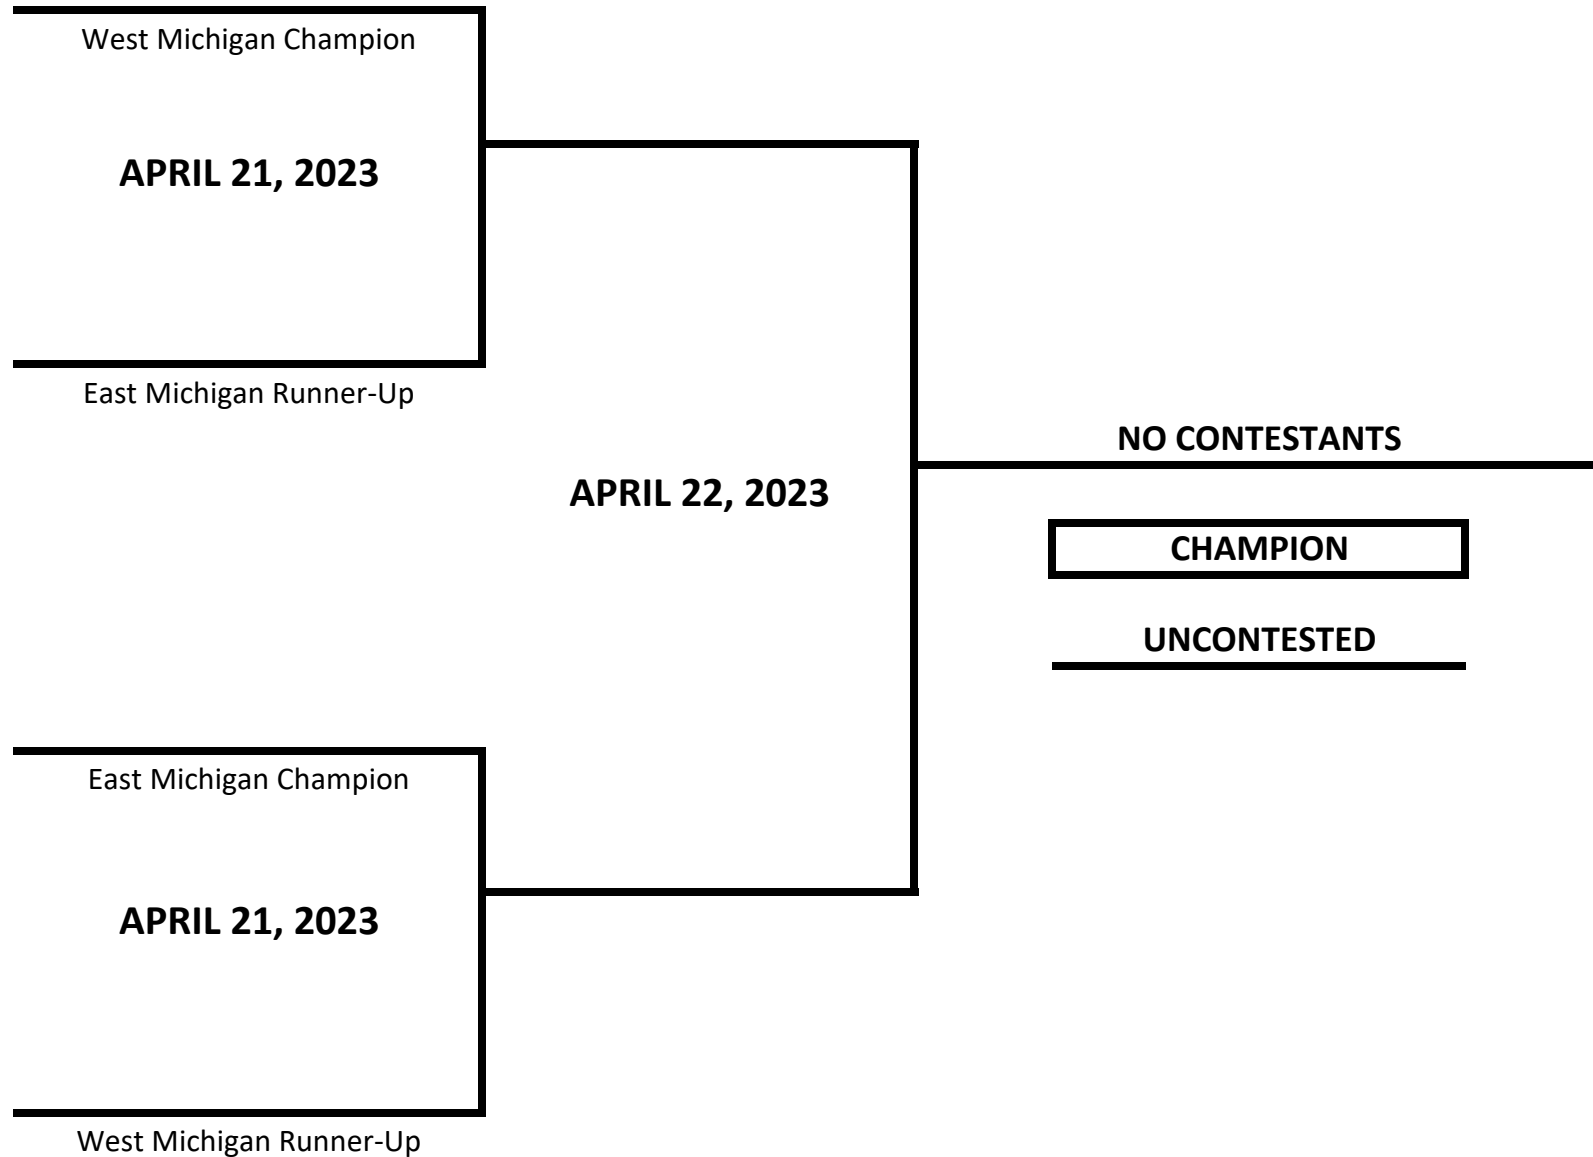 West Michigan Champion
APRIL 21, 2023
East Michigan Runner-Up
NO CONTESTANTS
APRIL 22, 2023
CHAMPION
UNCONTESTED
East Michigan Champion
APRIL 21, 2023
West Michigan Runner-Up